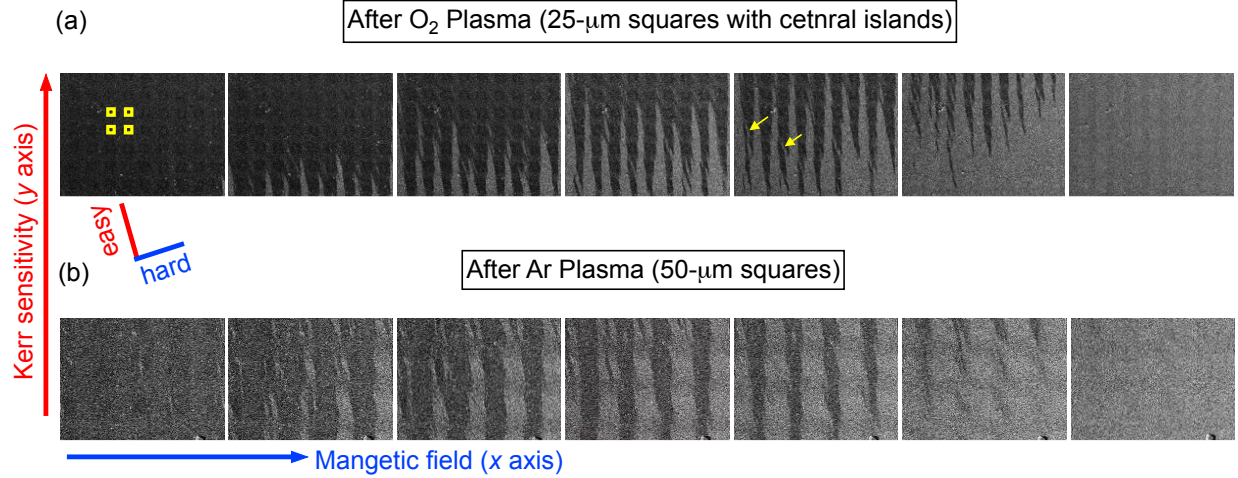 (a)
After O₂ Plasma (25-μm squares with cetnral islands)
Kerr sensitivity (y axis)
easy
hard
(b)
After Ar Plasma (50-μm squares)
Mangetic field (x axis)